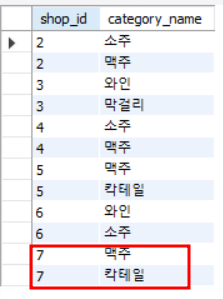 shop_id category_name
2 소주
2 맥주
3 와인
3 막걸리
4 소주
4 맥주
5 맥주
5 칵테일
6 와인
6 소주
7 맥주
7 칵테일